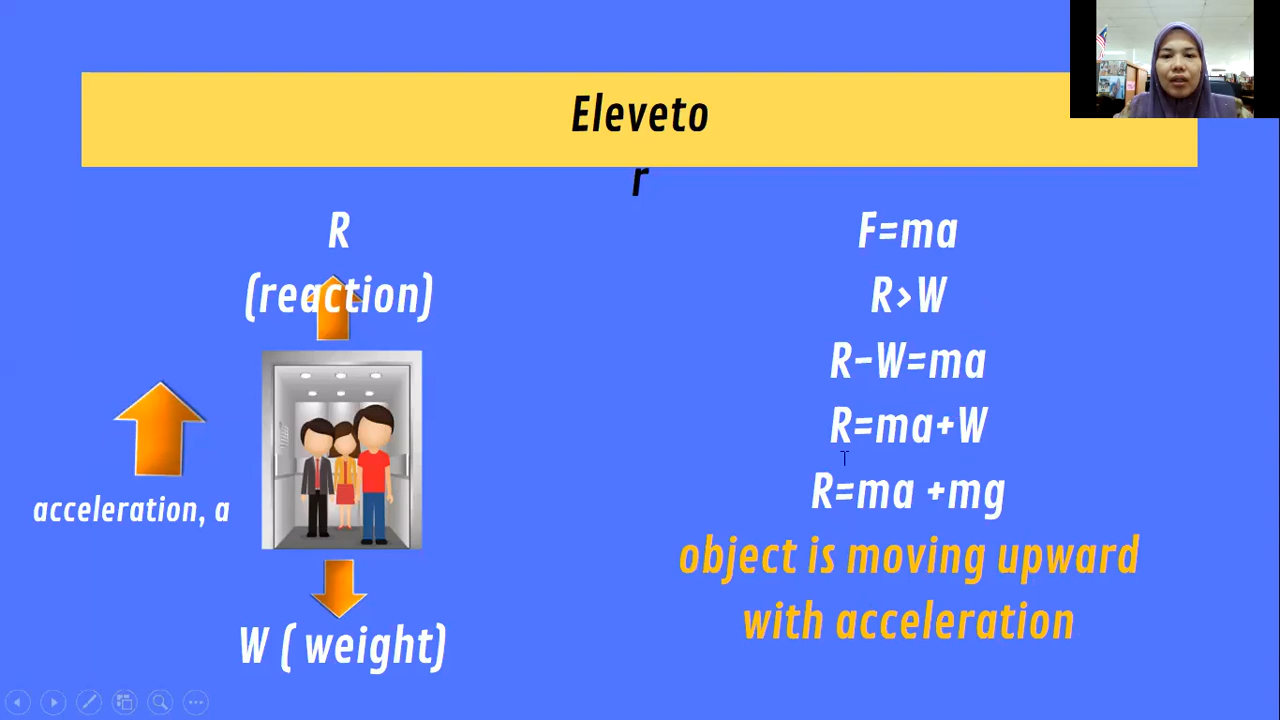 Eleveto
r
R
(reaction)
acceleration, a
W ( weight)
F=ma
R>W
R-W=ma
R=ma+W
R=ma +mg
object is moving upward
with acceleration